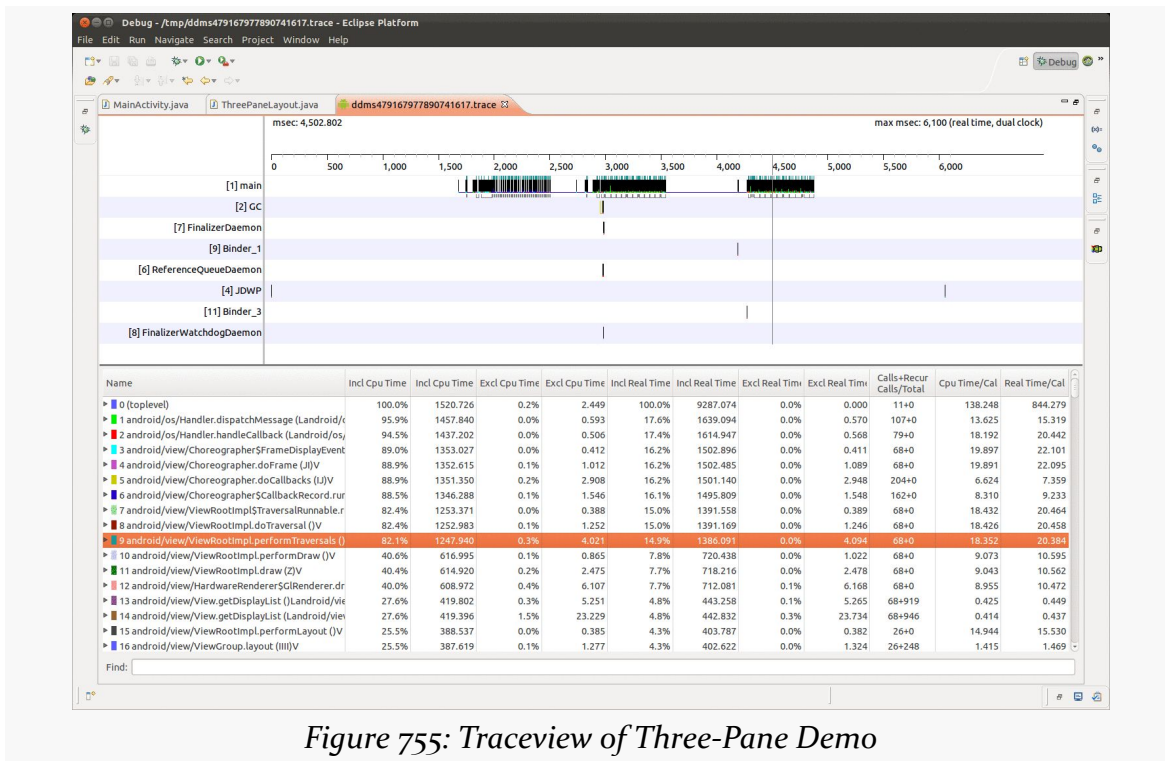 Debug - /tmp/ddms479167977890741617.trace - Eclipse Platform
File Edit Run Navigate Search Project Window Help
Debug »
MainActivity.java ThreePaneLayout.java ddms479167977890741617.trace
msec: 4,502.802 max msec: 6,100 (real time, dual clock)
0 500 1,000 1,500 2,000 2,500 3,000 3,500 4,000 4,500 5,000 5,500 6,000
[1] main
[2] GC
[7] FinalizerDaemon
[9] Binder_1
[6] ReferenceQueueDaemon
[4] JDWP
[11] Binder_3
[8] FinalizerWatchdogDaemon
Name Incl Cpu Time Incl Cpu Time Excl Cpu Time Excl Cpu Time Incl Real Time Incl Real Time Excl Real Time Excl Real Time Calls+Recur Calls/Total Cpu Time/Cal Real Time/Cal
0 (toplevel) 100.0% 1520.726 0.2% 2.449 100.0% 9287.074 0.0% 0.000 11+0 138.248 844.279
1 android/os/Handler.dispatchMessage (Landroid/c 95.9% 1457.840 0.0% 0.593 17.6% 1639.094 0.0% 0.570 107+0 13.625 15.319
2 android/os/Handler.handleCallback (Landroid/os/ 94.5% 1437.202 0.0% 0.506 17.4% 1614.947 0.0% 0.568 79+0 18.192 20.442
3 android/view/Choreographer$FrameDisplayEvent 89.0% 1353.027 0.0% 0.412 16.2% 1502.896 0.0% 0.411 68+0 19.897 22.101
4 android/view/Choreographer.doFrame (JI)V 88.9% 1352.615 0.1% 1.012 16.2% 1502.485 0.0% 1.089 68+0 19.891 22.095
5 android/view/Choreographer.doCallbacks (IJ)V 88.9% 1351.350 0.2% 2.908 16.2% 1501.140 0.0% 2.948 204+0 6.624 7.359
6 android/view/Choreographer$CallbackRecord.rur 88.5% 1346.288 0.1% 1.546 16.1% 1495.809 0.0% 1.548 162+0 8.310 9.233
7 android/view/ViewRootImpl$TraversalRunnable.r 82.4% 1253.371 0.0% 0.388 15.0% 1391.558 0.0% 0.389 68+0 18.432 20.464
8 android/view/ViewRootImpl.doTraversal ()V 82.4% 1252.983 0.1% 1.252 15.0% 1391.169 0.0% 1.246 68+0 18.426 20.458
9 android/view/ViewRootImpl.performTraversals () 82.1% 1247.940 0.3% 4.021 14.9% 1386.091 0.0% 4.094 68+0 18.352 20.384
10 android/view/ViewRootImpl.performDraw ()V 40.6% 616.995 0.1% 0.865 7.8% 720.438 0.0% 1.022 68+0 9.073 10.595
11 android/view/ViewRootImpl.draw (Z)V 40.4% 614.920 0.2% 2.475 7.7% 718.216 0.0% 2.478 68+0 9.043 10.562
12 android/view/HardwareRenderer$GlRenderer.dr 40.0% 608.972 0.4% 6.107 7.7% 712.081 0.1% 6.168 68+0 8.955 10.472
13 android/view/View.getDisplayList ()Landroid/vie 27.6% 419.802 0.3% 5.251 4.8% 443.258 0.1% 5.265 68+919 0.425 0.449
14 android/view/View.getDisplayList (Landroid/viev 27.6% 419.396 1.5% 23.229 4.8% 442.832 0.3% 23.734 68+946 0.414 0.437
15 android/view/ViewRootImpl.performLayout ()V 25.5% 388.537 0.0% 0.385 4.3% 403.787 0.0% 0.382 26+0 14.944 15.530
16 android/view/ViewGroup.layout (IIII)V 25.5% 387.619 0.1% 1.277 4.3% 402.622 0.0% 1.324 26+248 1.415 1.469
Find:
Figure 755: Traceview of Three-Pane Demo